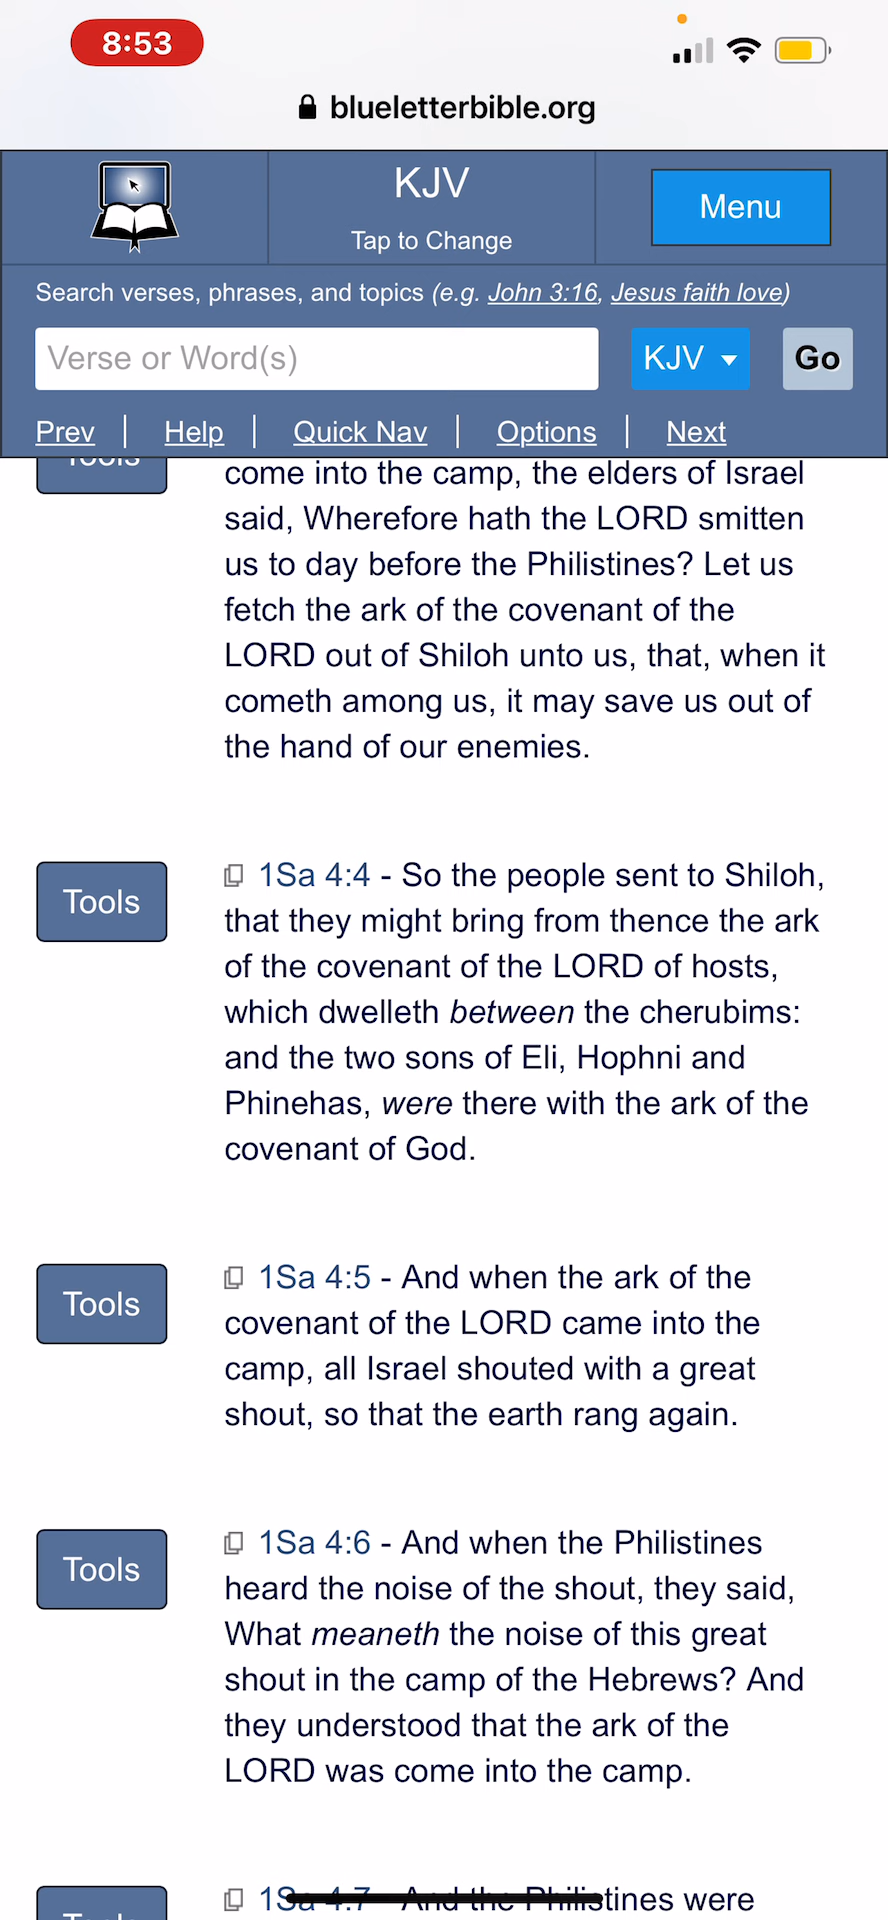 8:53
blueletterbible.org
KJV
Tap to Change
Menu
Search verses, phrases, and topics (e.g. John 3:16, Jesus faith love)
Verse or Word(s)
KJV
Go
Prev | Help | Quick Nav | Options | Next
Tools
come into the camp, the elders of Israel
said, Wherefore hath the LORD smitten
us to day before the Philistines? Let us
fetch the ark of the covenant of the
LORD out of Shiloh unto us, that, when it
cometh among us, it may save us out of
the hand of our enemies.
Tools
1Sa 4:4 - So the people sent to Shiloh,
that they might bring from thence the ark
of the covenant of the LORD of hosts,
which dwelleth between the cherubims:
and the two sons of Eli, Hophni and
Phinehas, were there with the ark of the
covenant of God.
Tools
1Sa 4:5 - And when the ark of the
covenant of the LORD came into the
camp, all Israel shouted with a great
shout, so that the earth rang again.
Tools
1Sa 4:6 - And when the Philistines
heard the noise of the shout, they said,
What meaneth the noise of this great
shout in the camp of the Hebrews? And
they understood that the ark of the
LORD was come into the camp.
Tools
1Sa 4:7 - And the Philistines were